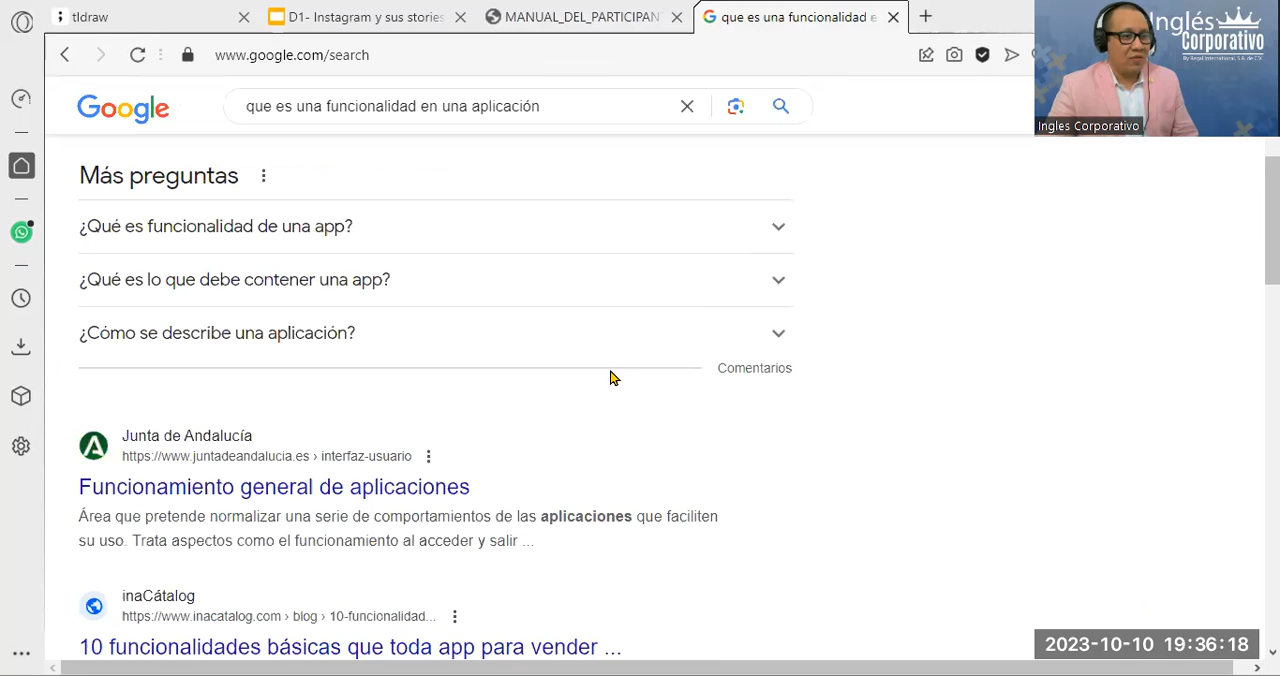 tldraw
D1- Instagram y sus stories
MANUAL_DEL_PARTICIPAN
que es una funcionalidad e
www.google.com/search
Inglés
Corporativo
By Regal International, S.A. de C.V.
Ingles Corporativo
Google
que es una funcionalidad en una aplicación
Más preguntas
¿Qué es funcionalidad de una app?
¿Qué es lo que debe contener una app?
¿Cómo se describe una aplicación?
Comentarios
Junta de Andalucía
https://www.juntadeandalucia.es › interfaz-usuario
Funcionamiento general de aplicaciones
Área que pretende normalizar una serie de comportamientos de las aplicaciones que faciliten
su uso. Trata aspectos como el funcionamiento al acceder y salir ...
inaCátalog
https://www.inacatalog.com › blog › 10-funcionalidad...
10 funcionalidades básicas que toda app para vender ...
2023-10-10 19:36:18